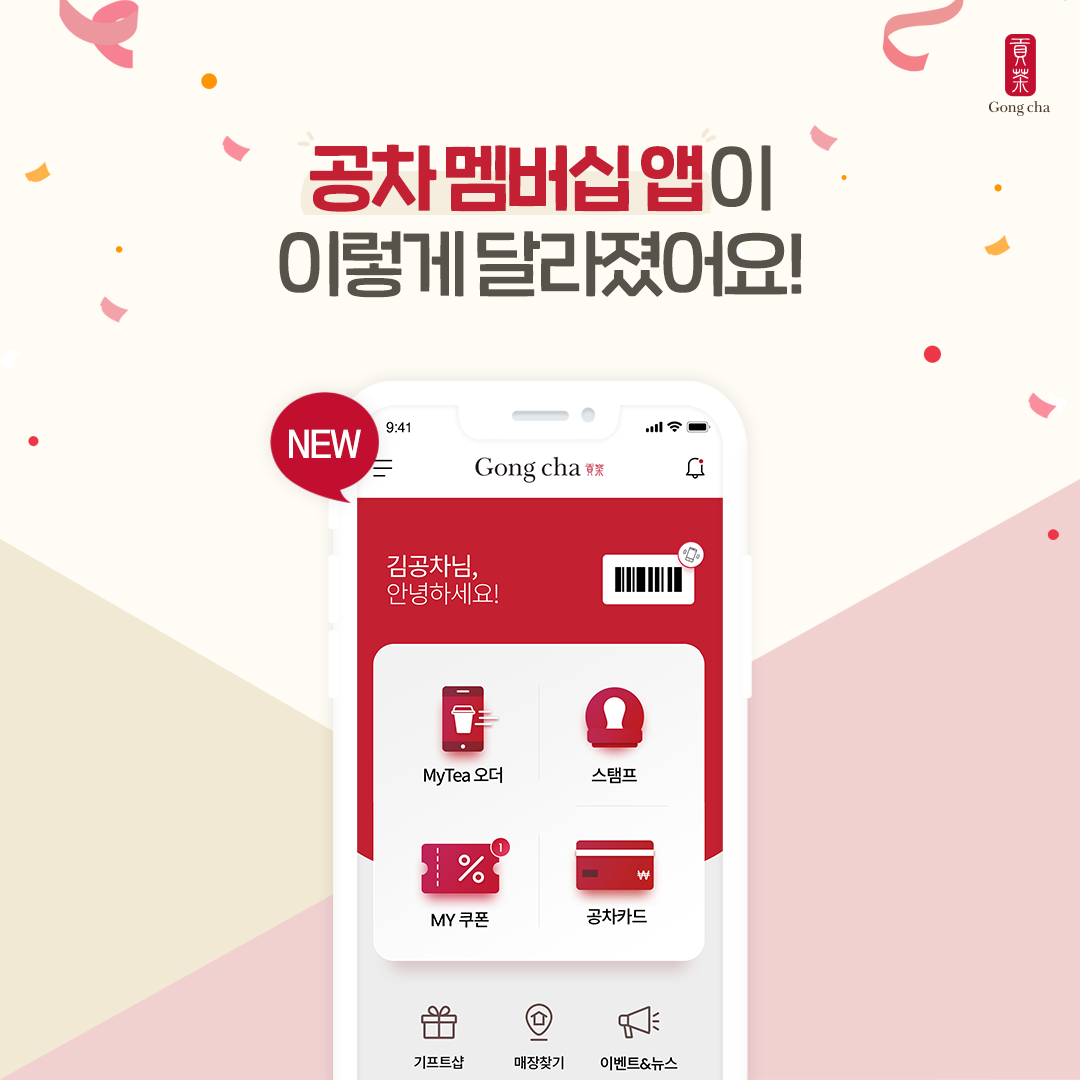 貢茶
Gong cha
공차 멤버십 앱이
이렇게 달라졌어요!
NEW
9:41
Gong cha 貢茶
김공차님,
안녕하세요!
MyTea 오더
스탬프
1
%
₩
MY 쿠폰
공차카드
기프트샵
매장찾기
이벤트&뉴스